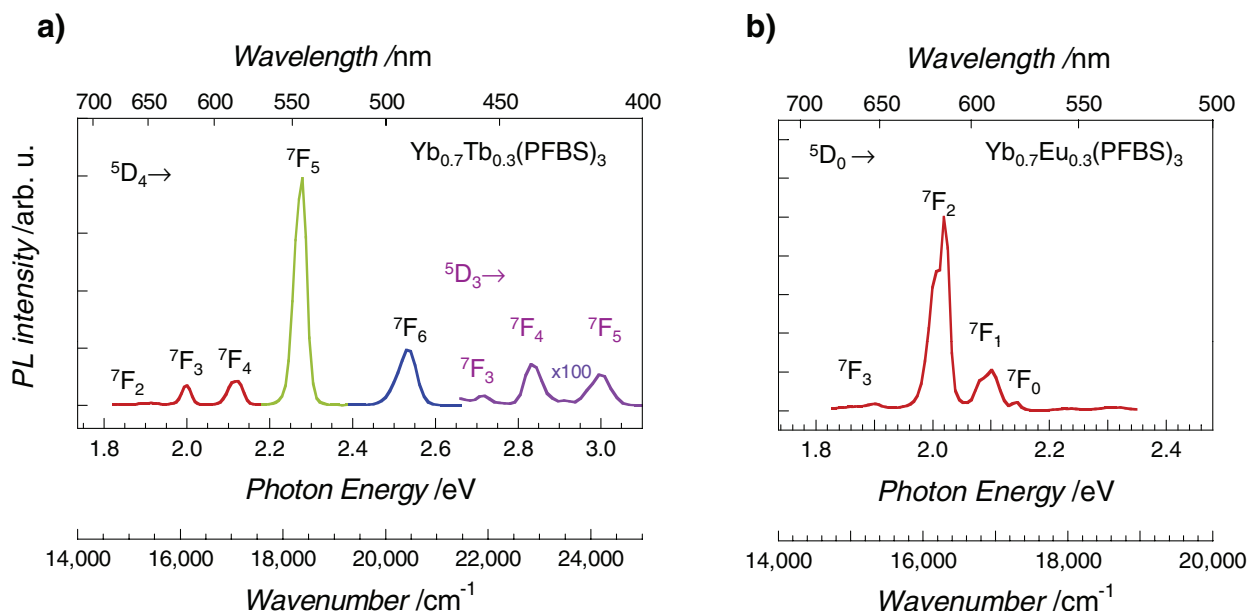 a)
Wavelength /nm
700 650 600 550 500 450 400
Yb0.7Tb0.3(PFBS)3
⁵D₄→
⁷F₅
⁵D₃→
⁷F₂ ⁷F₃ ⁷F₄ ⁷F₆ ⁷F₃ ⁷F₄ x100 ⁷F₅
PL intensity /arb. u.
1.8 2.0 2.2 2.4 2.6 2.8 3.0
Photon Energy /eV
14,000 16,000 18,000 20,000 22,000 24,000
Wavenumber /cm⁻¹
b)
Wavelength /nm
700 650 600 550 500
⁵D₀→ Yb0.7Eu0.3(PFBS)3
⁷F₂
⁷F₁
⁷F₃ ⁷F₀
1.8 2.0 2.2 2.4
Photon Energy /eV
14,000 16,000 18,000 20,000
Wavenumber /cm⁻¹